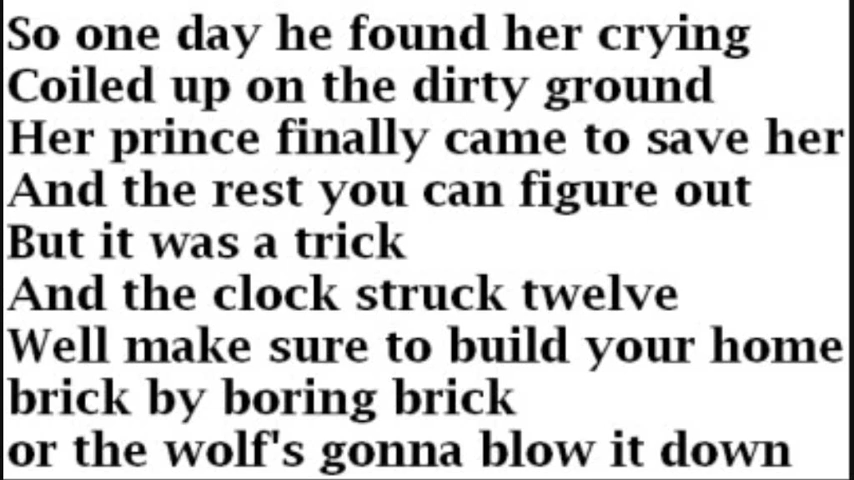 So one day he found her crying
Coiled up on the dirty ground
Her prince finally came to save her
And the rest you can figure out
But it was a trick
And the clock struck twelve
Well make sure to build your home
brick by boring brick
or the wolf's gonna blow it down